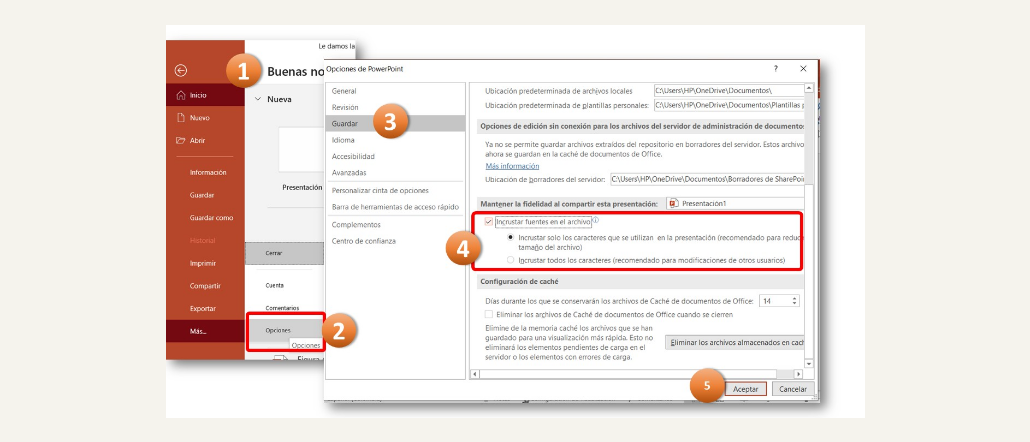 Le damos la
1
Buenas no
Inicio
Nuevo
Abrir
Información
Guardar
Guardar como
Historial
Imprimir
Compartir
Exportar
Más...
Nueva
Presentación
Cerrar
Cuenta
Comentarios
Opciones
2
Opciones
Opciones de PowerPoint
?
General
Revisión
Guardar
3
Idioma
Accesibilidad
Avanzadas
Personalizar cinta de opciones
Barra de herramientas de acceso rápido
Complementos
Centro de confianza
Ubicación predeterminada de archivos locales C:\Users\HP\OneDrive\Documentos\
Ubicación predeterminada de plantillas personales: C:\Users\HP\OneDrive\Documentos\Plantillas p
Opciones de edición sin conexión para los archivos del servidor de administración de documentos
Ya no se permite guardar archivos extraídos del repositorio en borradores del servidor. Estos archivo
ahora se guardan en la caché de documentos de Office.
Más información
Ubicación de borradores del servidor: C:\Users\HP\OneDrive\Documentos\Borradores de SharePoin
Mantener la fidelidad al compartir esta presentación: Presentación1
4
Incrustar fuentes en el archivo
Incrustar solo los caracteres que se utilizan en la presentación (recomendado para reduc
tamaño del archivo)
Incrustar todos los caracteres (recomendado para modificaciones de otros usuarios)
Configuración de caché
Días durante los que se conservarán los archivos de Caché de documentos de Office: 14
Eliminar los archivos de Caché de documentos de Office cuando se cierren
Elimine de la memoria caché los archivos que se han
guardado para una visualización más rápida. Esto no
eliminará los elementos pendientes de carga en el
servidor o los elementos con errores de carga.
Eliminar los archivos almacenados en cach
5
Aceptar
Cancelar